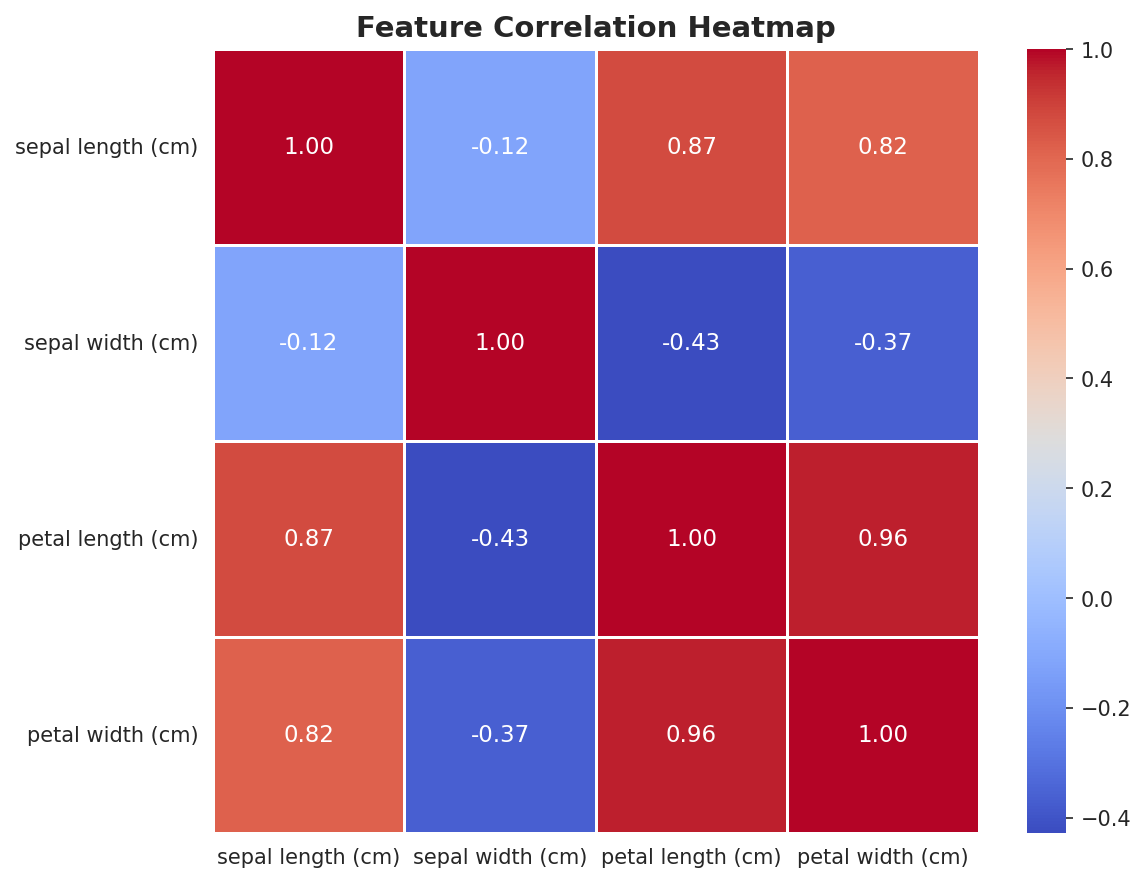 Feature Correlation Heatmap
sepal length (cm) 1.00 -0.12 0.87 0.82
sepal width (cm) -0.12 1.00 -0.43 -0.37
petal length (cm) 0.87 -0.43 1.00 0.96
petal width (cm) 0.82 -0.37 0.96 1.00
sepal length (cm) sepal width (cm) petal length (cm) petal width (cm)
1.0
0.8
0.6
0.4
0.2
0.0
−0.2
−0.4